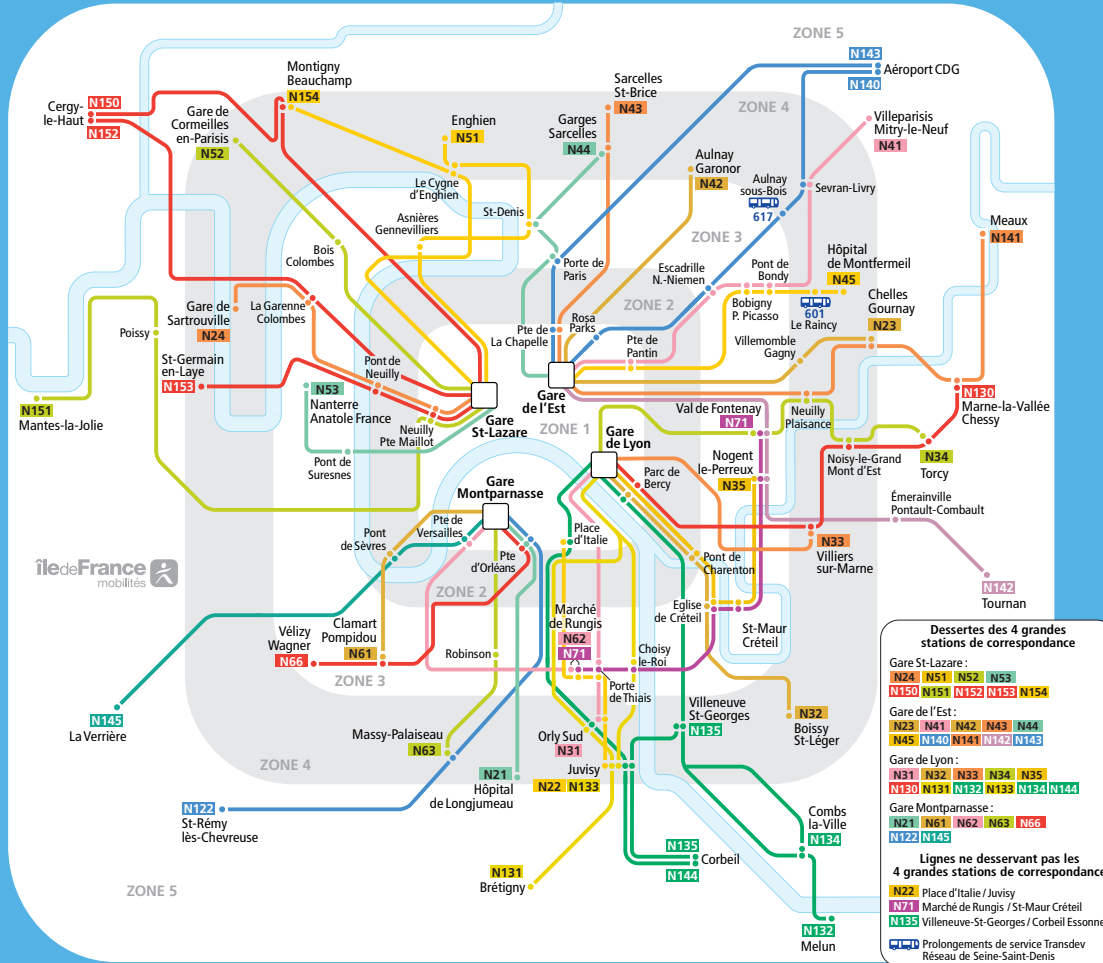 ZONE 5
N143
Aéroport CDG
N140
Montigny
Beauchamp
N154
Sarcelles
St-Brice
N43
ZONE 4
Cergy-
le-Haut
N150
N152
Gare de
Cormeilles
en-Parisis
N52
Enghien
N51
Garges
Sarcelles
N44
Villeparisis
Mitry-le-Neuf
N41
Aulnay
Garonor
N42
Le Cygne
d'Enghien
Aulnay
sous-Bois
617
Sevran-Livry
St-Denis
Asnières
Gennevilliers
Meaux
N141
ZONE 3
Bois
Colombes
Porte de
Paris
Escadrille
N.-Niemen
Pont de
Bondy
Hôpital
de Montfermeil
N45
ZONE 2
Bobigny
P. Picasso
601
Le Raincy
Chelles
Gournay
N23
Gare de
Sartrouville
N24
La Garenne
Colombes
Poissy
Pte de
La Chapelle
Rosa
Parks
Pte de
Pantin
Villemomble
Gagny
St-Germain
en-Laye
N153
Pont de
Neuilly
N53
Nanterre
Anatole France
Gare
de l'Est
N151
Mantes-la-Jolie
N130
Marne-la-Vallée
Chessy
Neuilly
Pte Maillot
Gare
St-Lazare
ZONE 1
Gare
de Lyon
Val de Fontenay
N71
Neuilly
Plaisance
Pont de
Suresnes
Noisy-le-Grand
Mont d'Est
N34
Torcy
Nogent
le-Perreux
N35
Parc de
Bercy
Gare
Montparnasse
Émerainville
Pontault-Combault
Pte de
Versailles
Place
d'Italie
Pont
de Sèvres
Pte
d'Orléans
N33
Villiers
sur-Marne
Pont de
Charenton
îledeFrance
mobilités
N142
Tournan
ZONE 2
Marché
de Rungis
N62
N71
Eglise
de Créteil
St-Maur
Créteil
Clamart
Pompidou
N61
Vélizy
Wagner
N66
Robinson
Choisy
le-Roi
ZONE 3
Porte
de Thiais
N145
La Verrière
Villeneuve
St-Georges
N135
N32
Boissy
St-Léger
Massy-Palaiseau
N63
Orly Sud
N31
ZONE 4
Juvisy
N22 N133
N21
Hôpital
de Longjumeau
N122
St-Rémy
lès-Chevreuse
Combs
la-Ville
N134
N135
Corbeil
N144
N131
Brétigny
ZONE 5
N132
Melun
Dessertes des 4 grandes
stations de correspondance
Gare St-Lazare :
N24 N51 N52 N53
N150 N151 N152 N153 N154
Gare de l'Est :
N23 N41 N42 N43 N44
N45 N140 N141 N142 N143
Gare de Lyon :
N31 N32 N33 N34 N35
N130 N131 N132 N133 N134 N144
Gare Montparnasse :
N21 N61 N62 N63 N66
N122 N145
Lignes ne desservant pas les
4 grandes stations de correspondance
N22 Place d'Italie / Juvisy
N71 Marché de Rungis / St-Maur Créteil
N135 Villeneuve-St-Georges / Corbeil Essonne
Prolongements de service Transdev
Réseau de Seine-Saint-Denis